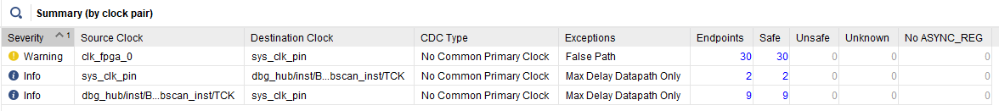 Summary (by clock pair)
Severity 1 Source Clock Destination Clock CDC Type Exceptions Endpoints Safe Unsafe Unknown No ASYNC_REG
Warning clk_fpga_0 sys_clk_pin No Common Primary Clock False Path 30 30 0 0 0
Info sys_clk_pin dbg_hub/inst/B...bscan_inst/TCK No Common Primary Clock Max Delay Datapath Only 2 2 0 0 0
Info dbg_hub/inst/B...bscan_inst/TCK sys_clk_pin No Common Primary Clock Max Delay Datapath Only 9 9 0 0 0